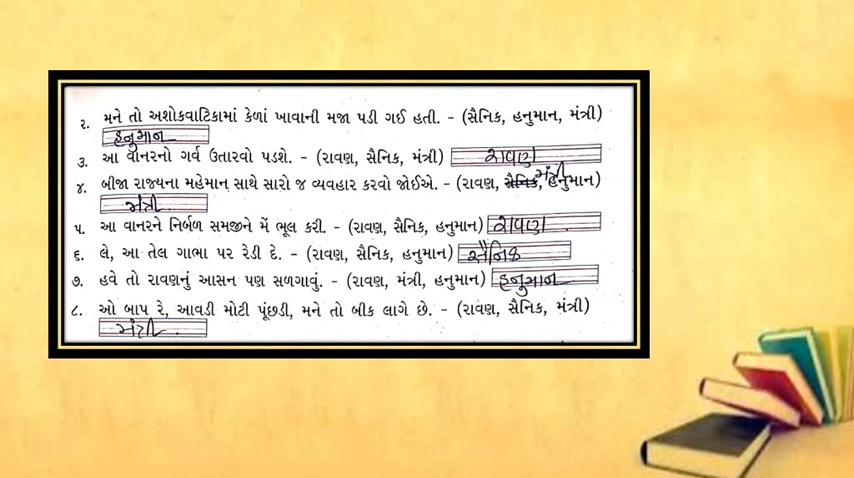 ૨. મને તો અશોકવાટિકામાં કેળાં ખાવાની મજા પડી ગઈ હતી. - (સૈનિક, હનુમાન, મંત્રી)
હનુમાન
૩. આ વાનરનો ગર્વ ઉતારવો પડશે. - (રાવણ, સૈનિક, મંત્રી) રાવણ
મંત્રી
૪. બીજા રાજ્યના મહેમાન સાથે સારો જ વ્યવહાર કરવો જોઈએ. - (રાવણ, સૈનિક, હનુમાન)
મંત્રી
૫. આ વાનરને નિર્બળ સમજીને મેં ભૂલ કરી. - (રાવણ, સૈનિક, હનુમાન) રાવણ
૬. લે, આ તેલ ગાભા પર રેડી દે. - (રાવણ, સૈનિક, હનુમાન) સૈનિક
૭. હવે તો રાવણનું આસન પણ સળગાવું. - (રાવણ, મંત્રી, હનુમાન) હનુમાન
૮. ઓ બાપ રે, આવડી મોટી પૂંછડી, મને તો બીક લાગે છે. - (રાવણ, સૈનિક, મંત્રી)
મંત્રી.